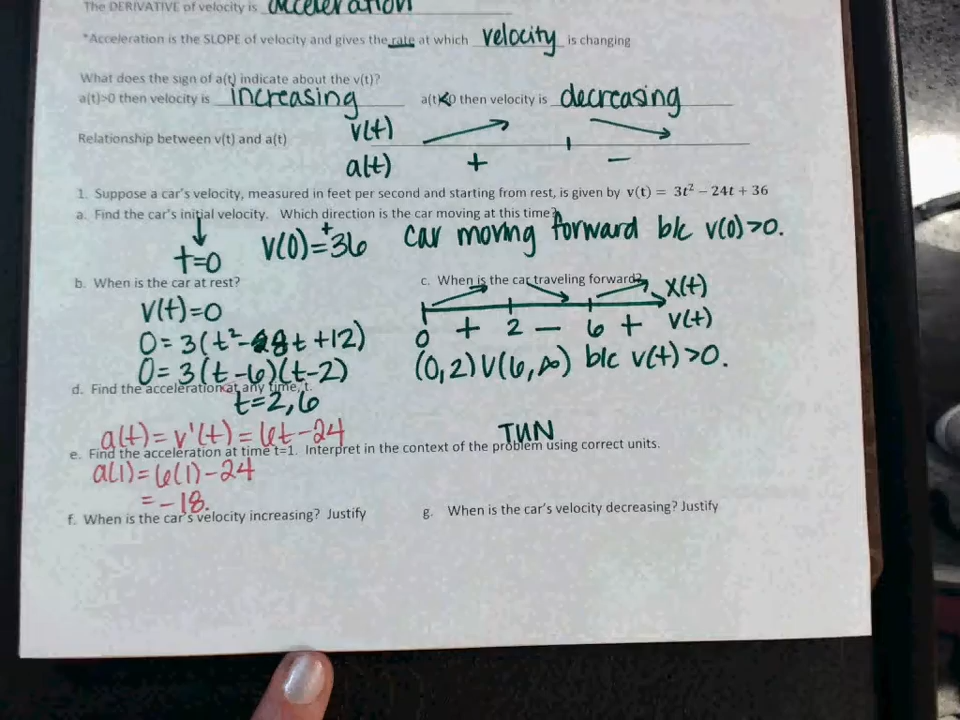 The DERIVATIVE of velocity is acceleration
*Acceleration is the SLOPE of velocity and gives the rate at which velocity is changing
What does the sign of a(t) indicate about the v(t)?
a(t)>0 then velocity is increasing a(t)<0 then velocity is decreasing
v(t)
Relationship between v(t) and a(t)
a(t) + −
1. Suppose a car's velocity, measured in feet per second and starting from rest, is given by v(t) = 3t² − 24t + 36
a. Find the car's initial velocity. Which direction is the car moving at this time?
t=0 v(0)=+36 car moving forward b/c v(0)>0.
b. When is the car at rest? c. When is the car traveling forward?
x(t)
v(t)=0
0 + 2 − 6 + v(t)
0=3(t²-8t+12)
0=3(t-6)(t-2) (0,2)∪(6,∞) b/c v(t)>0.
d. Find the acceleration at any time, t.
t=2,6
a(t)=v'(t)=6t-24 TUN
e. Find the acceleration at time t=1. Interpret in the context of the problem using correct units.
a(1)=6(1)-24
=-18.
f. When is the car's velocity increasing? Justify g. When is the car's velocity decreasing? Justify